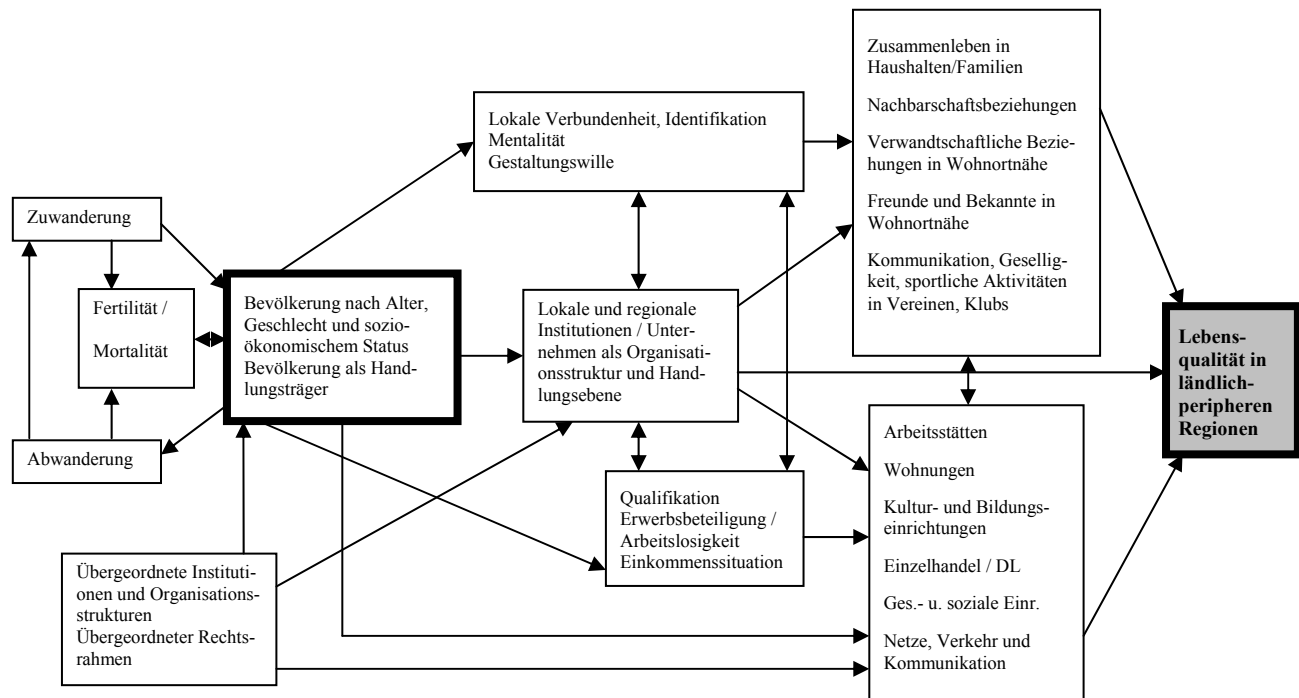 Zuwanderung
Fertilität /
Mortalität
Abwanderung
Übergeordnete Instituti-
onen und Organisations-
strukturen
Übergeordneter Rechts-
rahmen
Bevölkerung nach Alter,
Geschlecht und sozio-
ökonomischem Status
Bevölkerung als Hand-
lungsträger
Lokale Verbundenheit, Identifikation
Mentalität
Gestaltungswille
Lokale und regionale
Institutionen / Unter-
nehmen als Organisati-
onsstruktur und Hand-
lungsebene
Qualifikation
Erwerbsbeteiligung /
Arbeitslosigkeit
Einkommenssituation
Zusammenleben in
Haushalten/Familien
Nachbarschaftsbeziehungen
Verwandtschaftliche Bezie-
hungen in Wohnortnähe
Freunde und Bekannte in
Wohnortnähe
Kommunikation, Gesellig-
keit, sportliche Aktivitäten
in Vereinen, Klubs
Arbeitsstätten
Wohnungen
Kultur- und Bildungs-
einrichtungen
Einzelhandel / DL
Ges.- u. soziale Einr.
Netze, Verkehr und
Kommunikation
Lebens-
qualität in
ländlich-
peripheren
Regionen